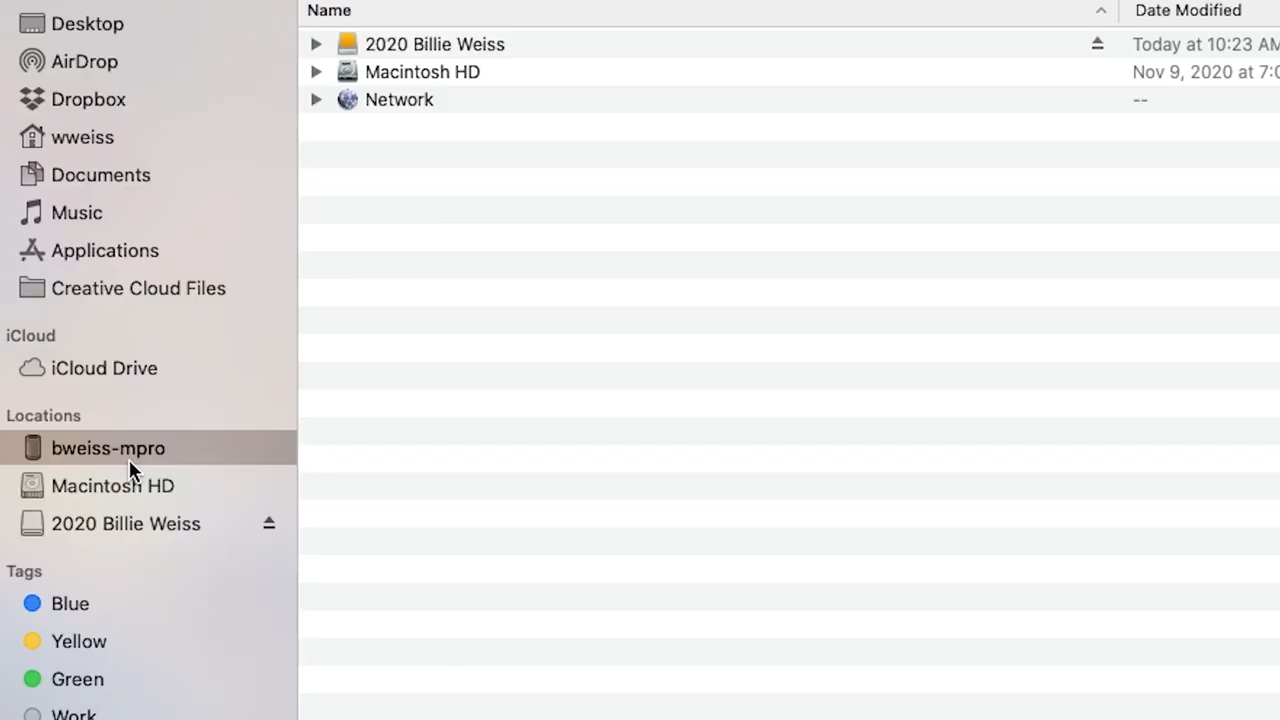 Desktop
AirDrop
Dropbox
wweiss
Documents
Music
Applications
Creative Cloud Files
iCloud
iCloud Drive
Locations
bweiss-mpro
Macintosh HD
2020 Billie Weiss
Tags
Blue
Yellow
Green
Work
Name Date Modified
2020 Billie Weiss Today at 10:23 AM
Macintosh HD Nov 9, 2020 at 7:0
Network --